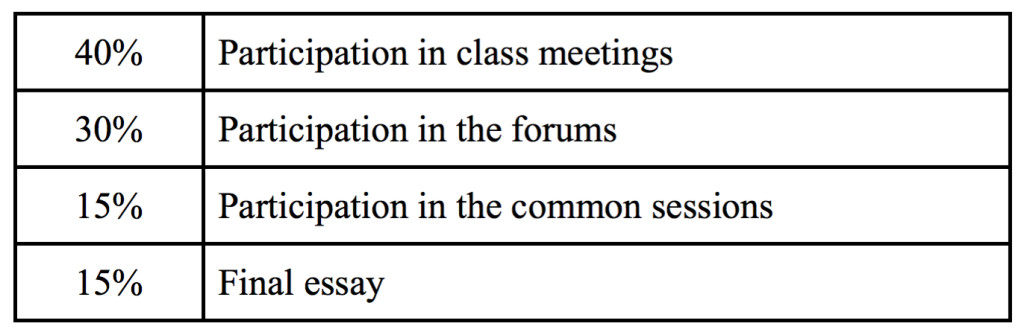 40% Participation in class meetings
30% Participation in the forums
15% Participation in the common sessions
15% Final essay